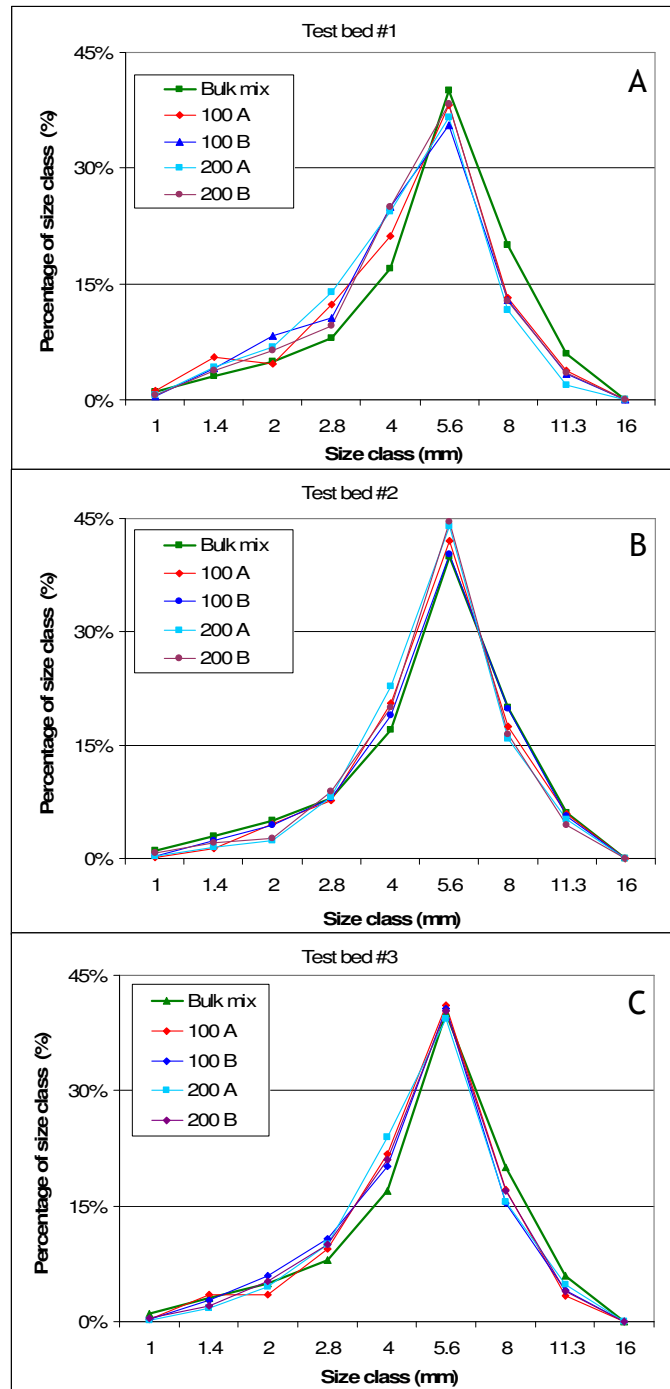 Test bed #1
A
45%
30%
15%
0%
Percentage of size class (%)
Bulk mix
100 A
100 B
200 A
200 B
1 1.4 2 2.8 4 5.6 8 11.3 16
Size class (mm)
Test bed #2
B
45%
30%
15%
0%
Percentage of size class (%)
Bulk mix
100 A
100 B
200 A
200 B
1 1.4 2 2.8 4 5.6 8 11.3 16
Size class (mm)
Test bed #3
C
45%
30%
15%
0%
Percentage of size class (%)
Bulk mix
100 A
100 B
200 A
200 B
1 1.4 2 2.8 4 5.6 8 11.3 16
Size class (mm)